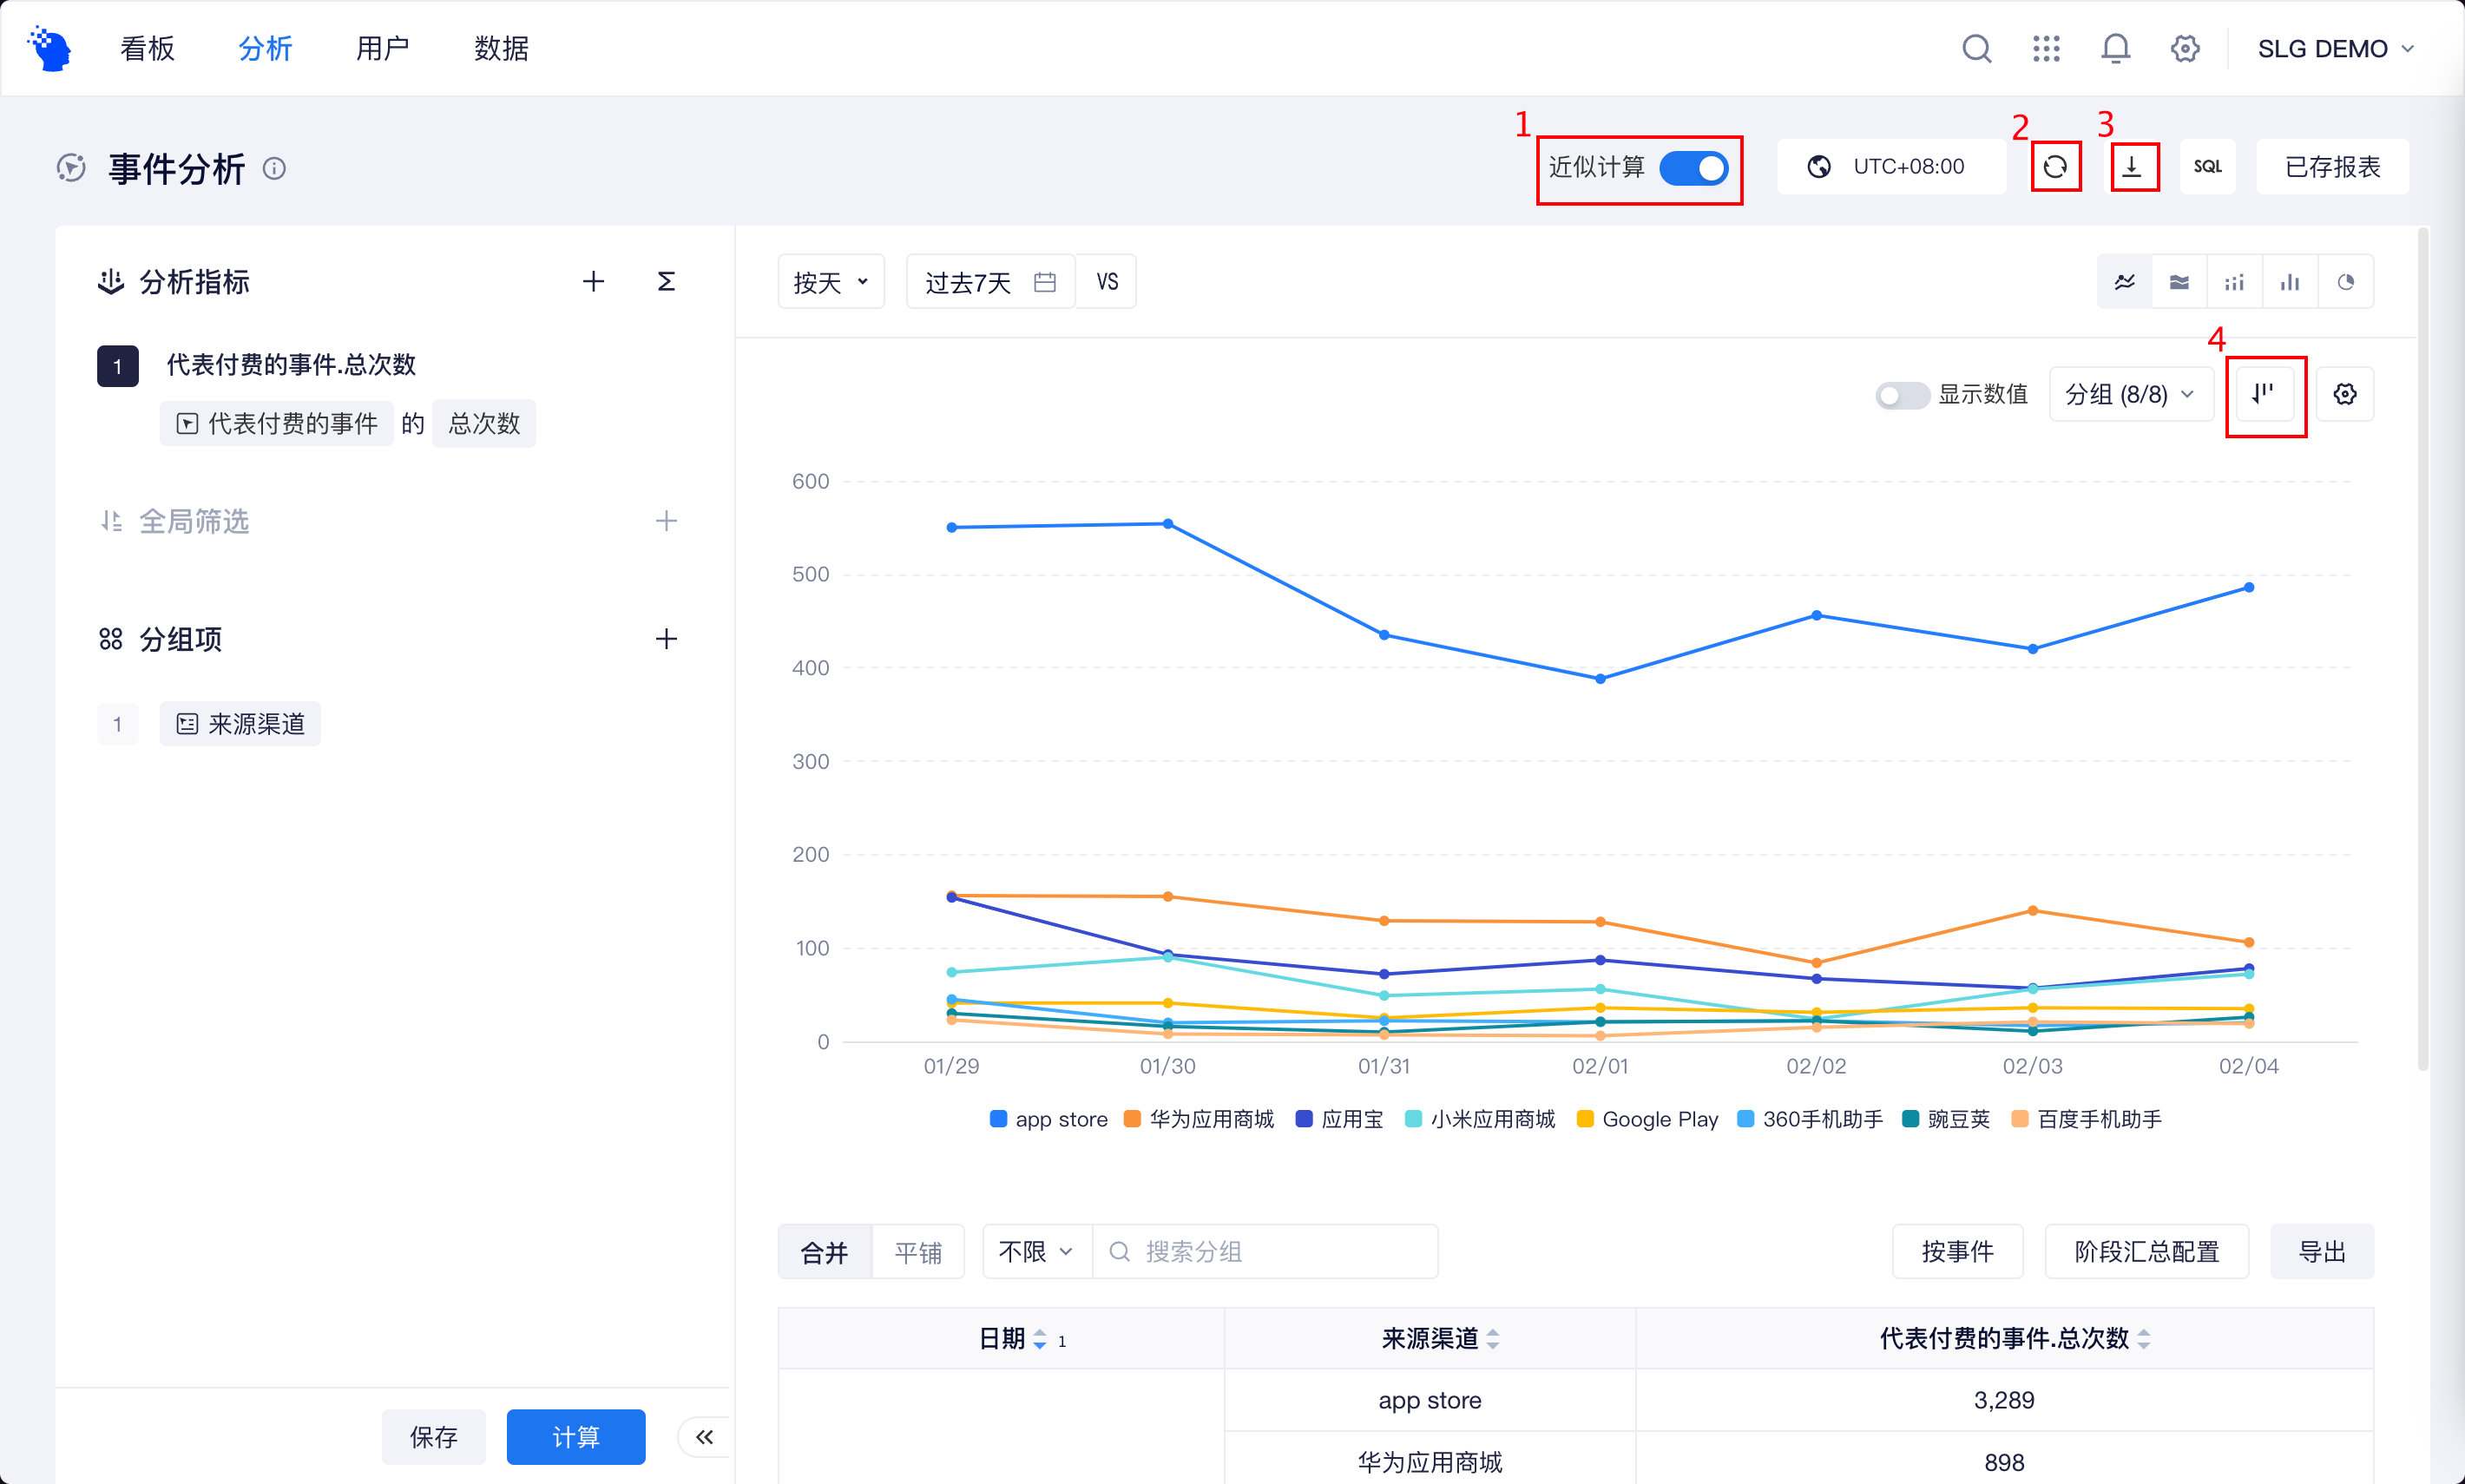 看板 分析 用户 数据 SLG DEMO
1 2 3
事件分析 近似计算 UTC+08:00 SQL 已存报表
分析指标 Σ
1 代表付费的事件.总次数
代表付费的事件 的 总次数
全局筛选
分组项
1 来源渠道
保存 计算
按天 过去7天 VS
4
显示数值 分组 (8/8)
600
500
400
300
200
100
0
01/29 01/30 01/31 02/01 02/02 02/03 02/04
app store 华为应用商城 应用宝 小米应用商城 Google Play 360手机助手 豌豆荚 百度手机助手
合并 平铺 不限 搜索分组 按事件 阶段汇总配置 导出
日期 1 来源渠道 代表付费的事件.总次数
app store 3,289
华为应用商城 898